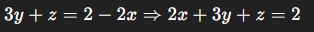 3y + z = 2 − 2x ⇒ 2x + 3y + z = 2